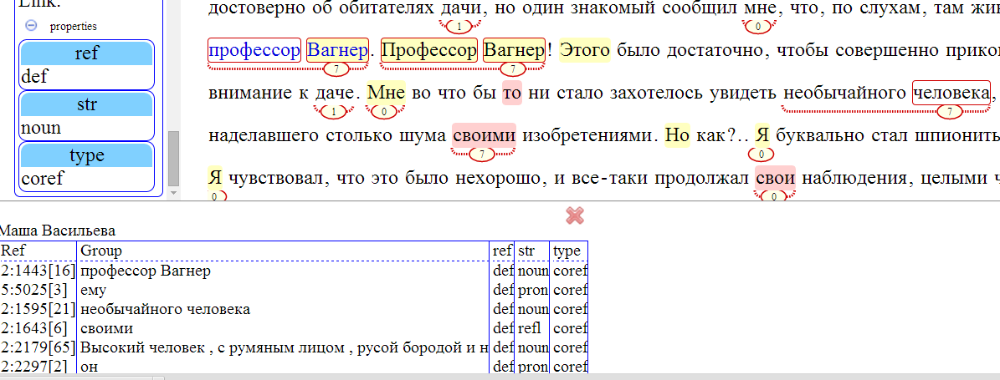 Link:
properties
ref
def
str
noun
type
coref
достоверно об обитателях дачи, но один знакомый сообщил мне, что, по слухам, там
1 0
профессор Вагнер. Профессор Вагнер! Этого было достаточно, чтобы совершенно
7 7
внимание к даче. Мне во что бы то ни стало захотелось увидеть необычайного человека,
1 0 7
наделавшего столько шума своими изобретениями. Но как?.. Я буквально стал шпионить
7 0
Я чувствовал, что это было нехорошо, и все-таки продолжал свои наблюдения, целыми
0 0
Маша Васильева
Ref Group ref str type
2:1443[16] профессор Вагнер def noun coref
5:5025[3] ему def pron coref
2:1595[21] необычайного человека def noun coref
2:1643[6] своими def refl coref
2:2179[65] Высокий человек , с румяным лицом , русой бородой и н def noun coref
2:2297[2] он def pron coref